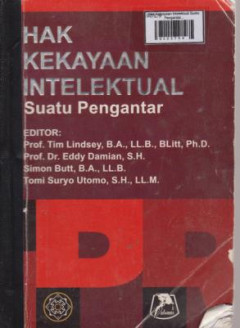 HAK
KEKAYAAN
INTELEKTUAL
Suatu Pengantar
EDITOR:
Prof. Tim Lindsey, B.A., LL.B., BLitt, Ph.D.
Prof. Dr. Eddy Damian, S.H.
Simon Butt, B.A., LL.B.
Tomi Suryo Utomo, S.H., LL.M.